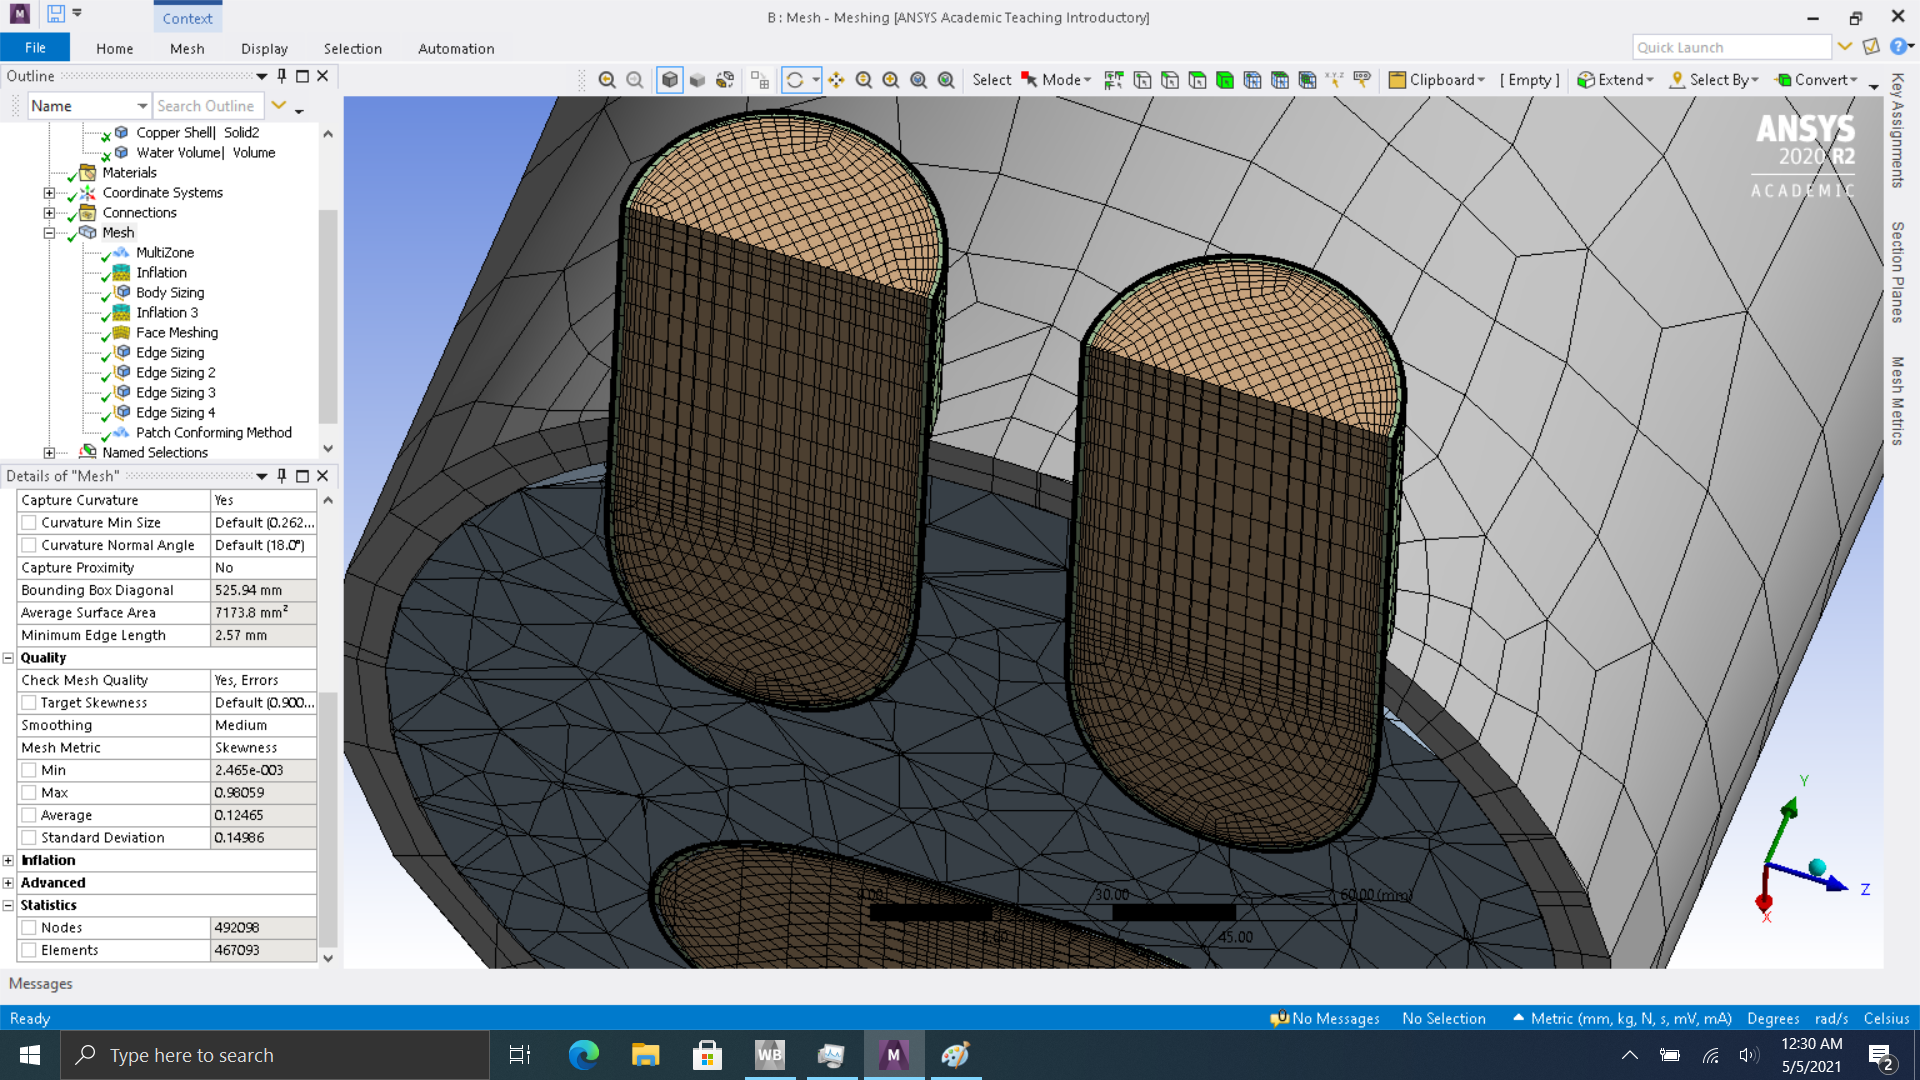 Context
B : Mesh - Meshing [ANSYS Academic Teaching Introductory]
File Home Mesh Display Selection Automation
Quick Launch
Outline
Select Mode Clipboard [ Empty ] Extend Select By Convert
Name Search Outline
Copper Shell| Solid2
Water Volume| Volume
Materials
Coordinate Systems
Connections
Mesh
MultiZone
Inflation
Body Sizing
Inflation 3
Face Meshing
Edge Sizing
Edge Sizing 2
Edge Sizing 3
Edge Sizing 4
Patch Conforming Method
Named Selections
Details of "Mesh"
Capture Curvature Yes
Curvature Min Size Default (0.262...
Curvature Normal Angle Default (18.0°)
Capture Proximity No
Bounding Box Diagonal 525.94 mm
Average Surface Area 7173.8 mm²
Minimum Edge Length 2.57 mm
Quality
Check Mesh Quality Yes, Errors
Target Skewness Default (0.900...
Smoothing Medium
Mesh Metric Skewness
Min 2.465e-003
Max 0.98059
Average 0.12465
Standard Deviation 0.14986
Inflation
Advanced
Statistics
Nodes 492098
Elements 467093
ANSYS
2020 R2
ACADEMIC
Key Assignments
Section Planes
Mesh Metrics
0.00 30.00 60.00 (mm)
15.00 45.00
Y
Z
X
Messages
Ready
0 No Messages No Selection Metric (mm, kg, N, s, mV, mA) Degrees rad/s Celsius
Type here to search
WB
M
12:30 AM
5/5/2021
2